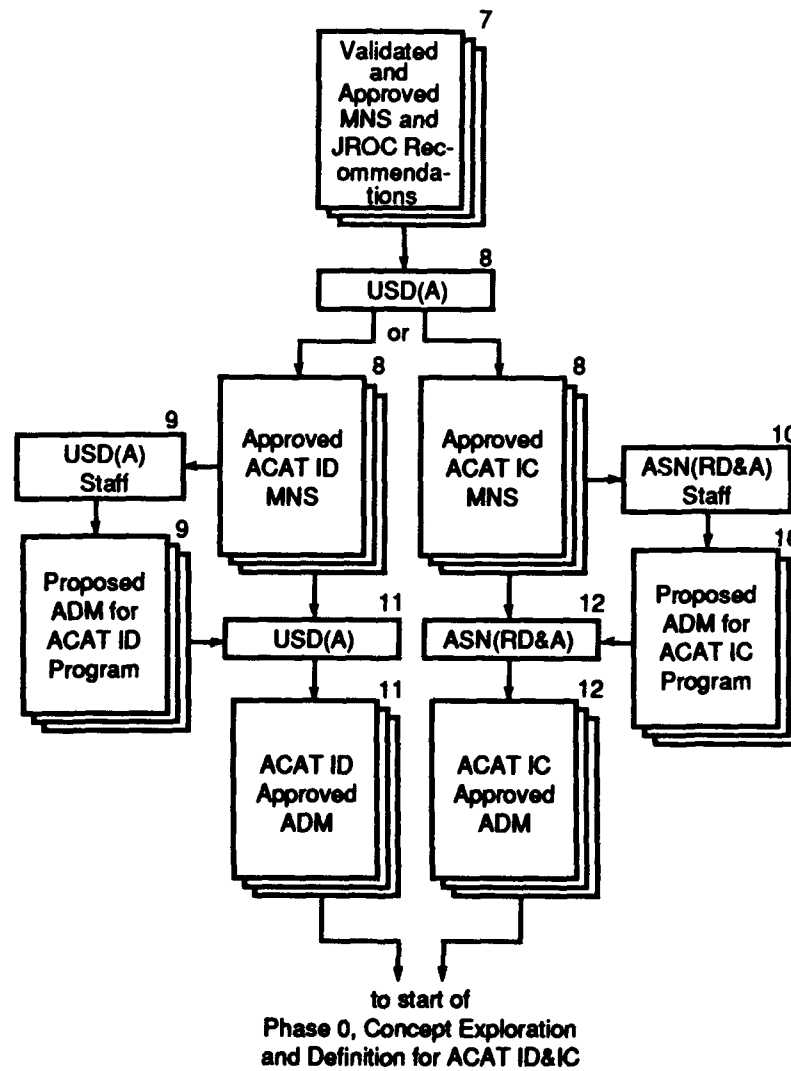 7
Validated
and
Approved
MNS and
JROC Rec-
ommenda-
tions
8
USD(A)
or
8
Approved
ACAT ID
MNS
8
Approved
ACAT IC
MNS
9
USD(A)
Staff
10
ASN(RD&A)
Staff
9
Proposed
ADM for
ACAT ID
Program
10
Proposed
ADM for
ACAT IC
Program
11
USD(A)
12
ASN(RD&A)
11
ACAT ID
Approved
ADM
12
ACAT IC
Approved
ADM
to start of
Phase 0, Concept Exploration
and Definition for ACAT ID&IC